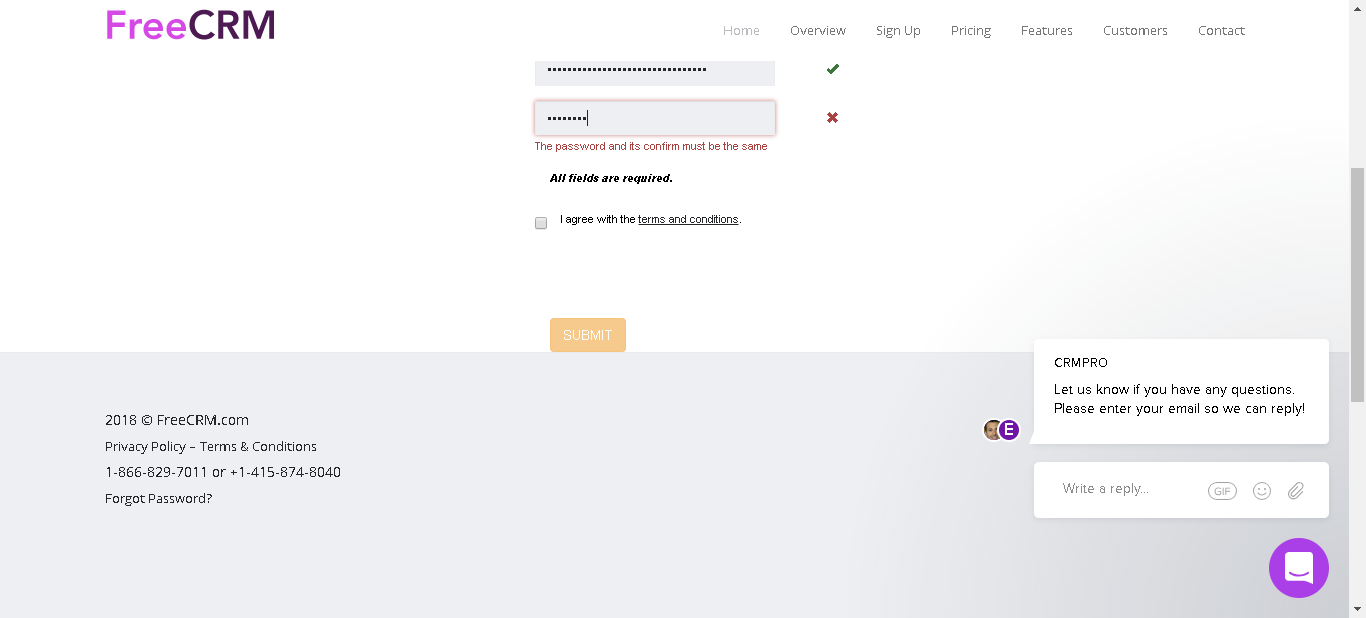 FreeCRM
Home Overview Sign Up Pricing Features Customers Contact
The password and its confirm must be the same
All fields are required.
I agree with the terms and conditions.
SUBMIT
CRMPRO
Let us know if you have any questions.
Please enter your email so we can reply!
E
Write a reply...
GIF
2018 © FreeCRM.com
Privacy Policy – Terms & Conditions
1-866-829-7011 or +1-415-874-8040
Forgot Password?